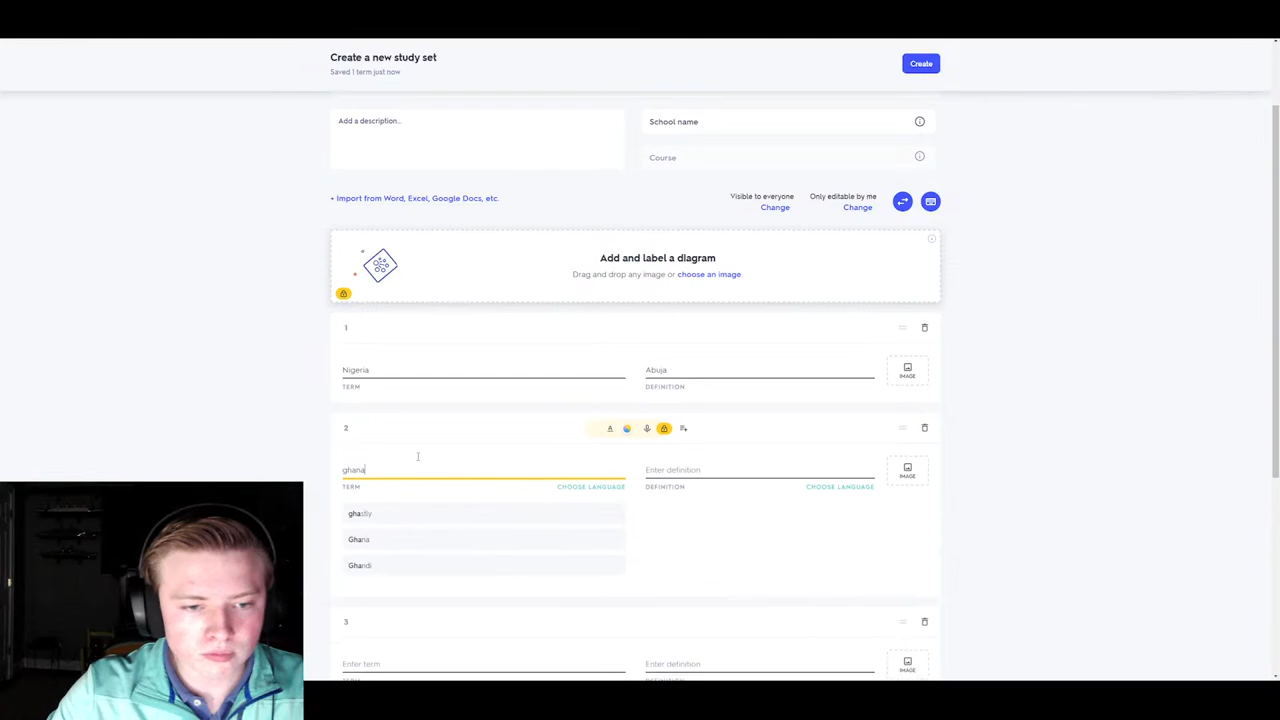 Create a new study set
Saved 1 term just now
Create
Add a description...
School name
Course
+ Import from Word, Excel, Google Docs, etc.
Visible to everyone
Change
Only editable by me
Change
Add and label a diagram
Drag and drop any image or choose an image
1
Nigeria
Abuja
TERM
DEFINITION
IMAGE
2
ghana
Enter definition
TERM
CHOOSE LANGUAGE
DEFINITION
CHOOSE LANGUAGE
IMAGE
ghastly
Ghana
Ghandi
3
Enter term
Enter definition
IMAGE